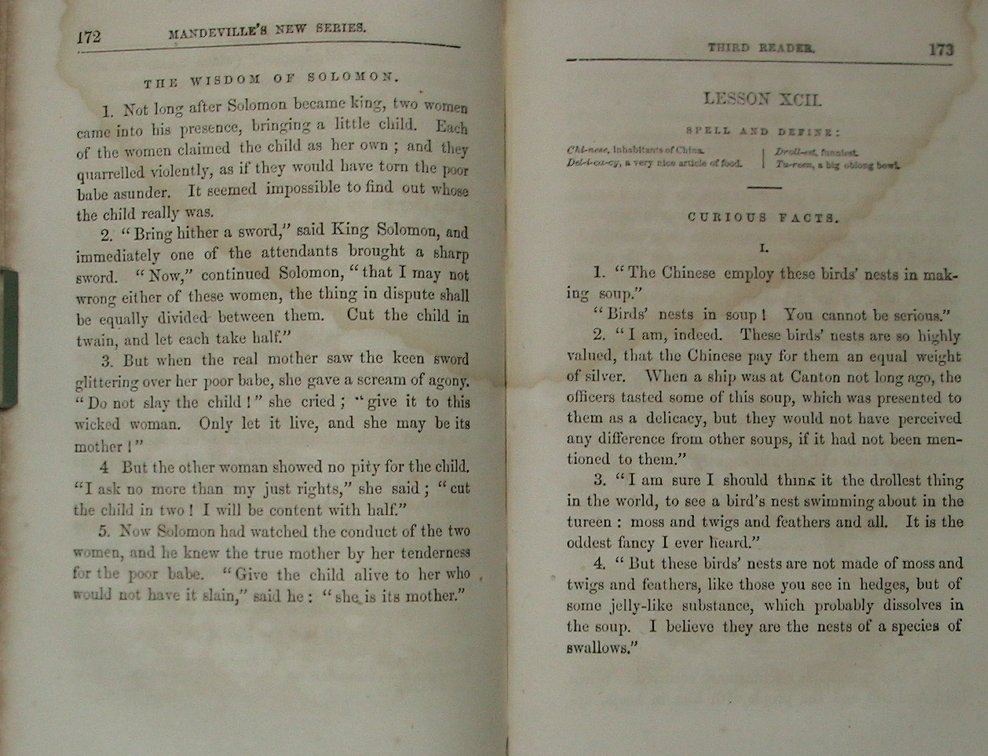 172 MANDEVILLE'S NEW SERIES.
THE WISDOM OF SOLOMON.
1. Not long after Solomon became king, two women
came into his presence, bringing a little child. Each
of the women claimed the child as her own; and they
quarrelled violently, as if they would have torn the poor
babe asunder. It seemed impossible to find out whose
the child really was.
2. "Bring hither a sword," said King Solomon, and
immediately one of the attendants brought a sharp
sword. "Now," continued Solomon, "that I may not
wrong either of these women, the thing in dispute shall
be equally divided between them. Cut the child in
twain, and let each take half."
3. But when the real mother saw the keen sword
glittering over her poor babe, she gave a scream of agony.
"Do not slay the child!" she cried; "give it to this
wicked woman. Only let it live, and she may be its
mother!"
4 But the other woman showed no pity for the child.
"I ask no more than my just rights," she said; "cut
the child in two! I will be content with half."
5. Now Solomon had watched the conduct of the two
women, and he knew the true mother by her tenderness
for the poor babe. "Give the child alive to her who
would not have it slain," said he: "she is its mother."
THIRD READER. 173
LESSON XCII.
SPELL AND DEFINE:
Chi-nese, inhabitants of China.
Del-i-ca-cy, a very nice article of food.
Droll-est, funniest.
Tu-reen, a big oblong bowl.
CURIOUS FACTS.
I.
1. "The Chinese employ these birds' nests in mak-
ing soup."
"Birds' nests in soup! You cannot be serious."
2. "I am, indeed. These birds' nests are so highly
valued, that the Chinese pay for them an equal weight
of silver. When a ship was at Canton not long ago, the
officers tasted some of this soup, which was presented to
them as a delicacy, but they would not have perceived
any difference from other soups, if it had not been men-
tioned to them."
3. "I am sure I should think it the drollest thing
in the world, to see a bird's nest swimming about in the
tureen: moss and twigs and feathers and all. It is the
oddest fancy I ever heard."
4. "But these birds' nests are not made of moss and
twigs and feathers, like those you see in hedges, but of
some jelly-like substance, which probably dissolves in
the soup. I believe they are the nests of a species of
swallows."